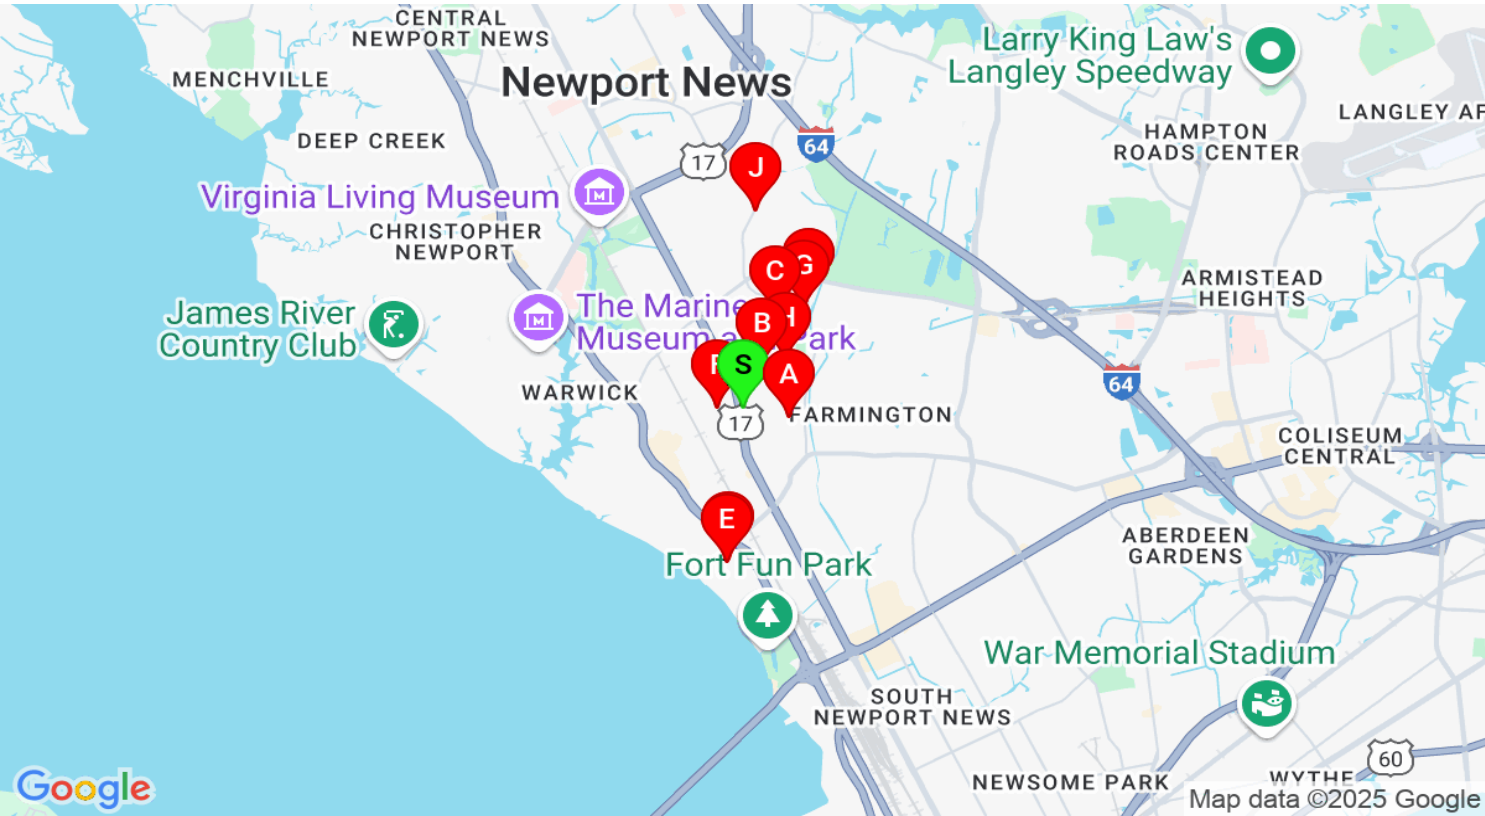 CENTRAL
NEWPORT NEWS
MENCHVILLE
Newport News
Larry King Law's
Langley Speedway
LANGLEY AF
DEEP CREEK
HAMPTON
ROADS CENTER
64
17
J
Virginia Living Museum
M
CHRISTOPHER
NEWPORT
C
G
ARMISTEAD
HEIGHTS
James River
Country Club
M
The Marine
Museum a
Park
B
H
S
A
64
WARWICK
17
FARMINGTON
COLISEUM
CENTRAL
E
ABERDEEN
GARDENS
Fort Fun Park
War Memorial Stadium
SOUTH
NEWPORT NEWS
60
NEWSOME PARK
WYTHE
Google
Map data ©2025 Google